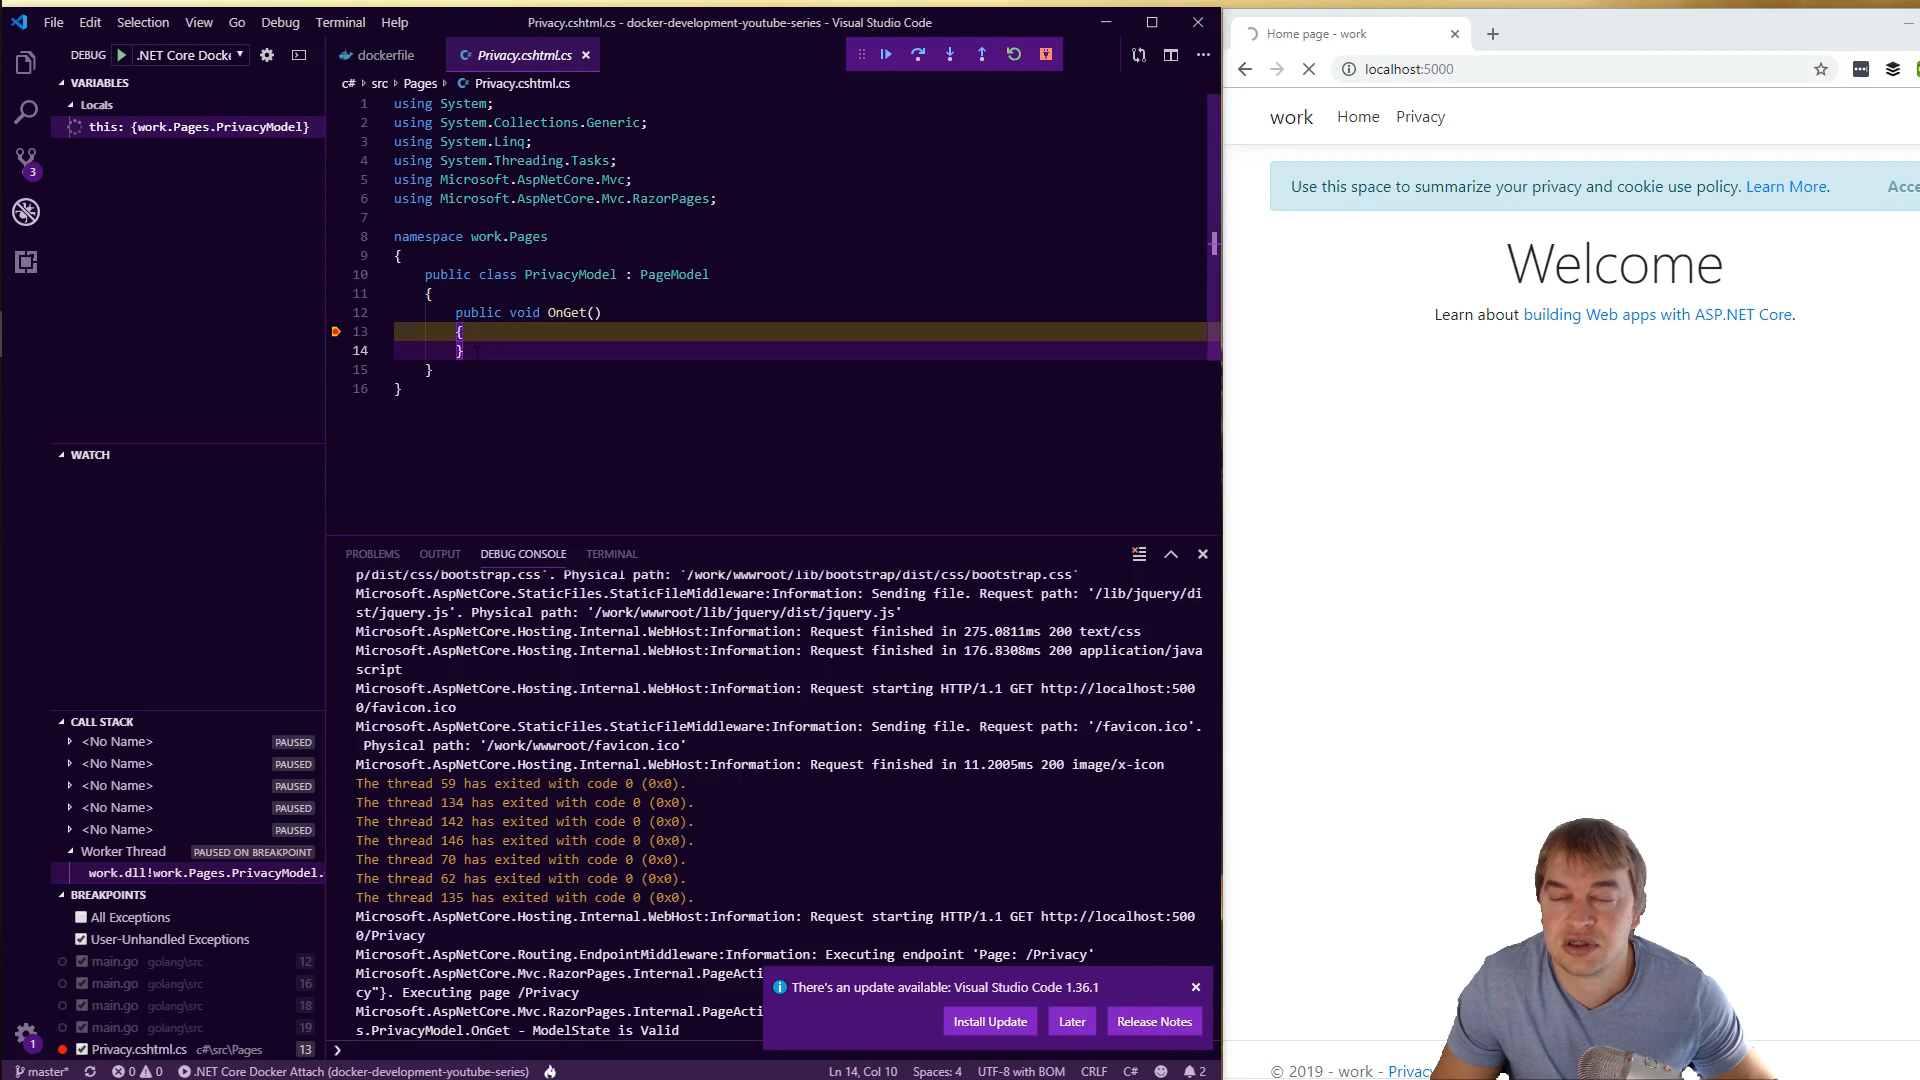 File Edit Selection View Go Debug Terminal Help
Privacy.cshtml.cs - docker-development-youtube-series - Visual Studio Code
DEBUG .NET Core Docke
dockerfile
Privacy.cshtml.cs
c# src Pages Privacy.cshtml.cs
VARIABLES
Locals
this: {work.Pages.PrivacyModel}
1 using System;
2 using System.Collections.Generic;
3 using System.Linq;
4 using System.Threading.Tasks;
5 using Microsoft.AspNetCore.Mvc;
6 using Microsoft.AspNetCore.Mvc.RazorPages;
7
8 namespace work.Pages
9 {
10 public class PrivacyModel : PageModel
11 {
12 public void OnGet()
13 {
14 }
15 }
16 }
3
WATCH
CALL STACK
<No Name> PAUSED
<No Name> PAUSED
<No Name> PAUSED
<No Name> PAUSED
<No Name> PAUSED
Worker Thread PAUSED ON BREAKPOINT
work.dll!work.Pages.PrivacyModel.
BREAKPOINTS
All Exceptions
User-Unhandled Exceptions
main.go golang\src 12
main.go golang\src 16
main.go golang\src 18
main.go golang\src 19
Privacy.cshtml.cs c#\src\Pages 13
1
PROBLEMS OUTPUT DEBUG CONSOLE TERMINAL
p/dist/css/bootstrap.css'. Physical path: '/work/wwwroot/lib/bootstrap/dist/css/bootstrap.css'
Microsoft.AspNetCore.StaticFiles.StaticFileMiddleware:Information: Sending file. Request path: '/lib/jquery/di
st/jquery.js'. Physical path: '/work/wwwroot/lib/jquery/dist/jquery.js'
Microsoft.AspNetCore.Hosting.Internal.WebHost:Information: Request finished in 275.0811ms 200 text/css
Microsoft.AspNetCore.Hosting.Internal.WebHost:Information: Request finished in 176.8308ms 200 application/java
script
Microsoft.AspNetCore.Hosting.Internal.WebHost:Information: Request starting HTTP/1.1 GET http://localhost:500
0/favicon.ico
Microsoft.AspNetCore.StaticFiles.StaticFileMiddleware:Information: Sending file. Request path: '/favicon.ico'.
Physical path: '/work/wwwroot/favicon.ico'
Microsoft.AspNetCore.Hosting.Internal.WebHost:Information: Request finished in 11.2005ms 200 image/x-icon
The thread 59 has exited with code 0 (0x0).
The thread 134 has exited with code 0 (0x0).
The thread 142 has exited with code 0 (0x0).
The thread 146 has exited with code 0 (0x0).
The thread 70 has exited with code 0 (0x0).
The thread 62 has exited with code 0 (0x0).
The thread 135 has exited with code 0 (0x0).
Microsoft.AspNetCore.Hosting.Internal.WebHost:Information: Request starting HTTP/1.1 GET http://localhost:500
0/Privacy
Microsoft.AspNetCore.Routing.EndpointMiddleware:Information: Executing endpoint 'Page: /Privacy'
Microsoft.AspNetCore.Mvc.RazorPages.Internal.PageActi
cy"}. Executing page /Privacy
Microsoft.AspNetCore.Mvc.RazorPages.Internal.PageActi
s.PrivacyModel.OnGet - ModelState is Valid
There's an update available: Visual Studio Code 1.36.1
Install Update Later Release Notes
master* 0 0 .NET Core Docker Attach (docker-development-youtube-series)
Ln 14, Col 10 Spaces: 4 UTF-8 with BOM CRLF C# 2
Home page - work
localhost:5000
work Home Privacy
Use this space to summarize your privacy and cookie use policy. Learn More. Acce
Welcome
Learn about building Web apps with ASP.NET Core.
© 2019 - work - Privacy